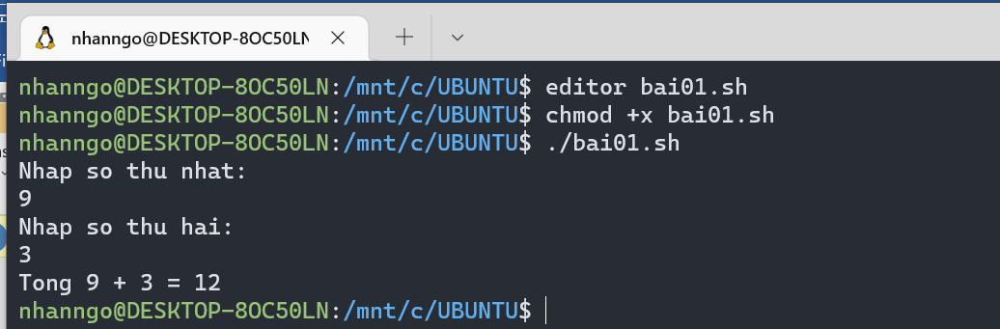 nhanngo@DESKTOP-8OC50LN
nhanngo@DESKTOP-8OC50LN:/mnt/c/UBUNTU$ editor bai01.sh
nhanngo@DESKTOP-8OC50LN:/mnt/c/UBUNTU$ chmod +x bai01.sh
nhanngo@DESKTOP-8OC50LN:/mnt/c/UBUNTU$ ./bai01.sh
Nhap so thu nhat:
9
Nhap so thu hai:
3
Tong 9 + 3 = 12
nhanngo@DESKTOP-8OC50LN:/mnt/c/UBUNTU$